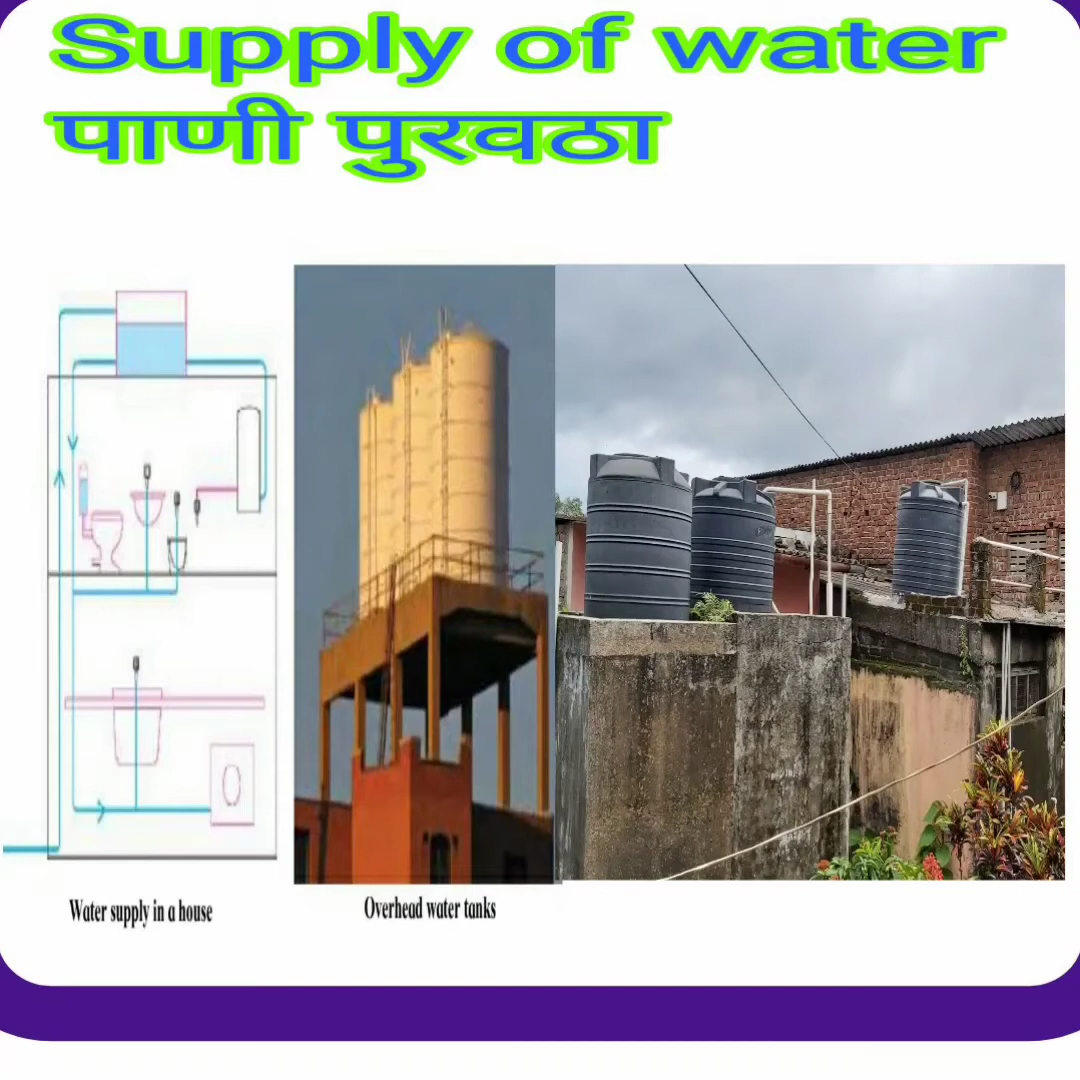 Supply of water
पाणी पुरवठा
Water supply in a house
Overhead water tanks